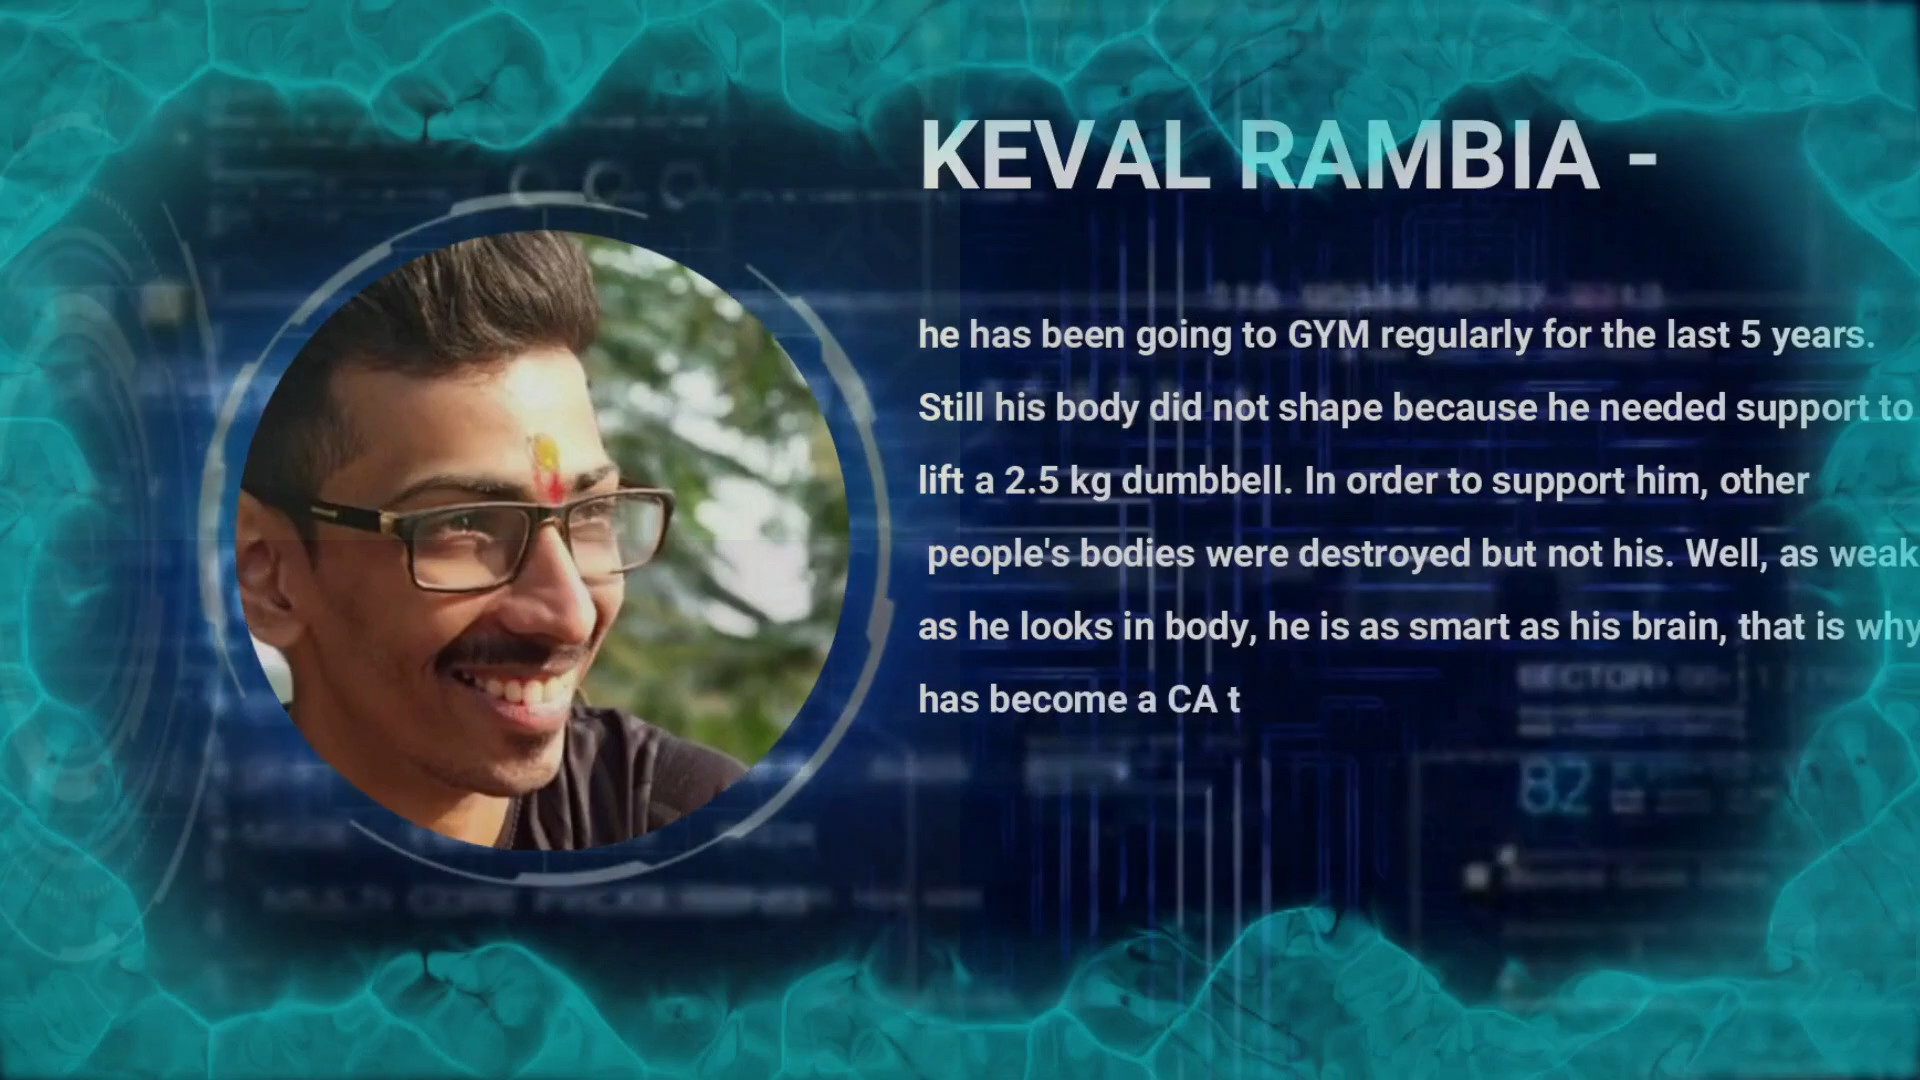 KEVAL RAMBIA -
he has been going to GYM regularly for the last 5 years.
Still his body did not shape because he needed support to
lift a 2.5 kg dumbbell. In order to support him, other
people's bodies were destroyed but not his. Well, as weak
as he looks in body, he is as smart as his brain, that is why
has become a CA t
SECTOR
82